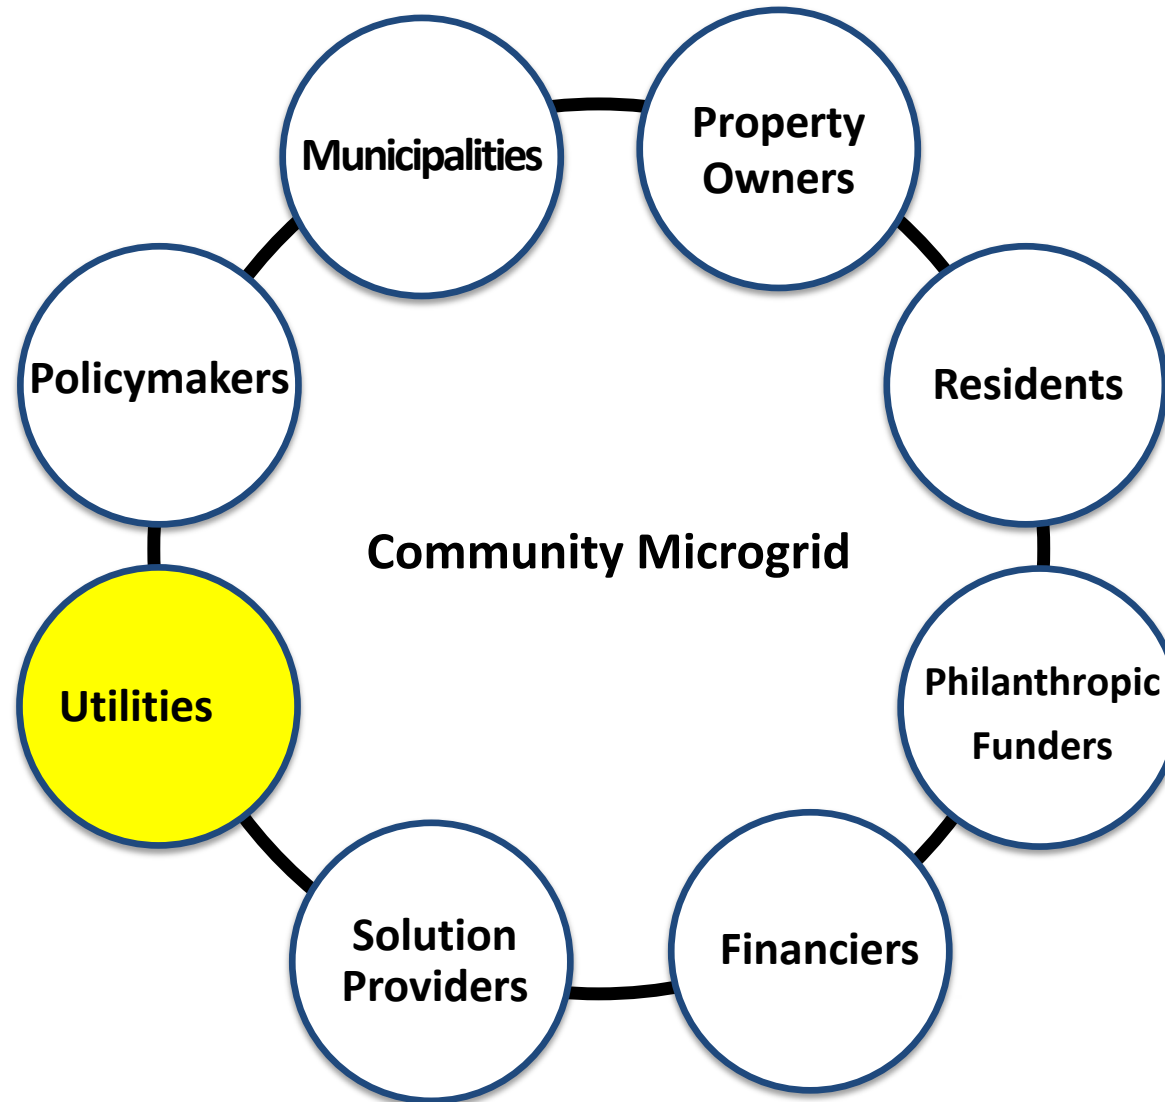 Municipalities
Property
Owners
Policymakers
Residents
Community Microgrid
Utilities
Philanthropic
Funders
Solution
Providers
Financiers